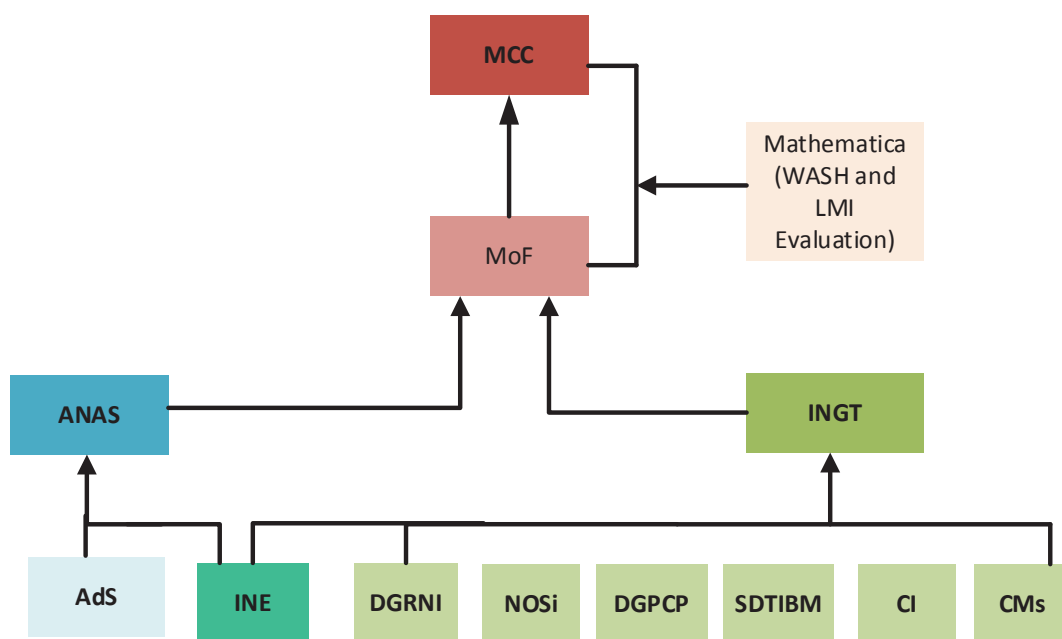 MCC
Mathematica
(WASH and
LMI
Evaluation)
MoF
ANAS
INGT
AdS
INE
DGRNI
NOSi
DGPCP
SDTIBM
CI
CMs